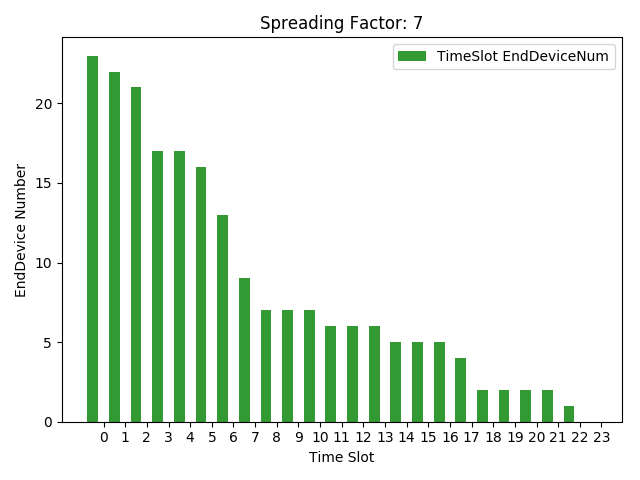 Spreading Factor: 7
TimeSlot EndDeviceNum
EndDevice Number
20
15
10
5
0
0 1 2 3 4 5 6 7 8 9 10 11 12 13 14 15 16 17 18 19 20 21 22 23
Time Slot